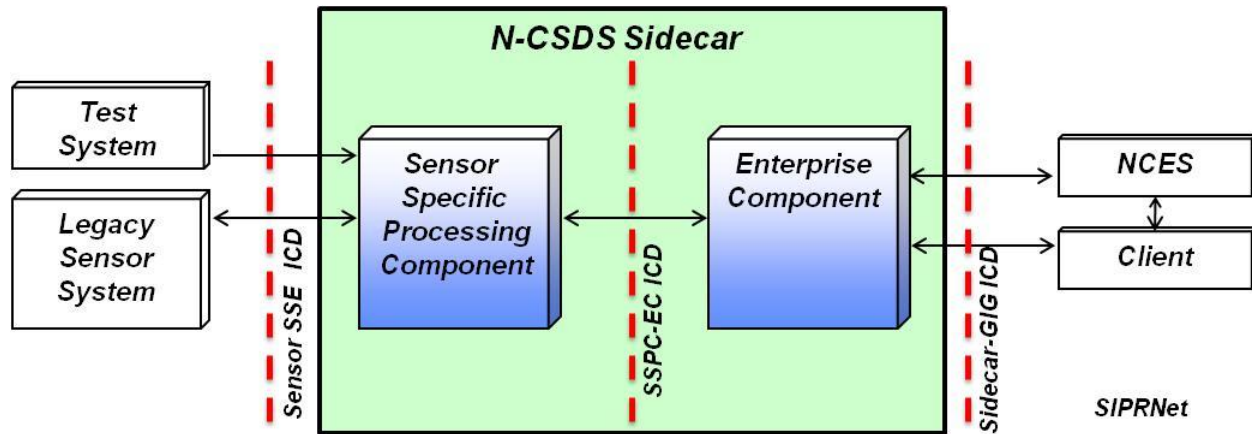 N-CSDS Sidecar
Test
System
Legacy
Sensor
System
Sensor SSE ICD
Sensor
Specific
Processing
Component
SSPC-EC ICD
Enterprise
Component
Sidecar-GIG ICD
NCES
Client
SIPRNet